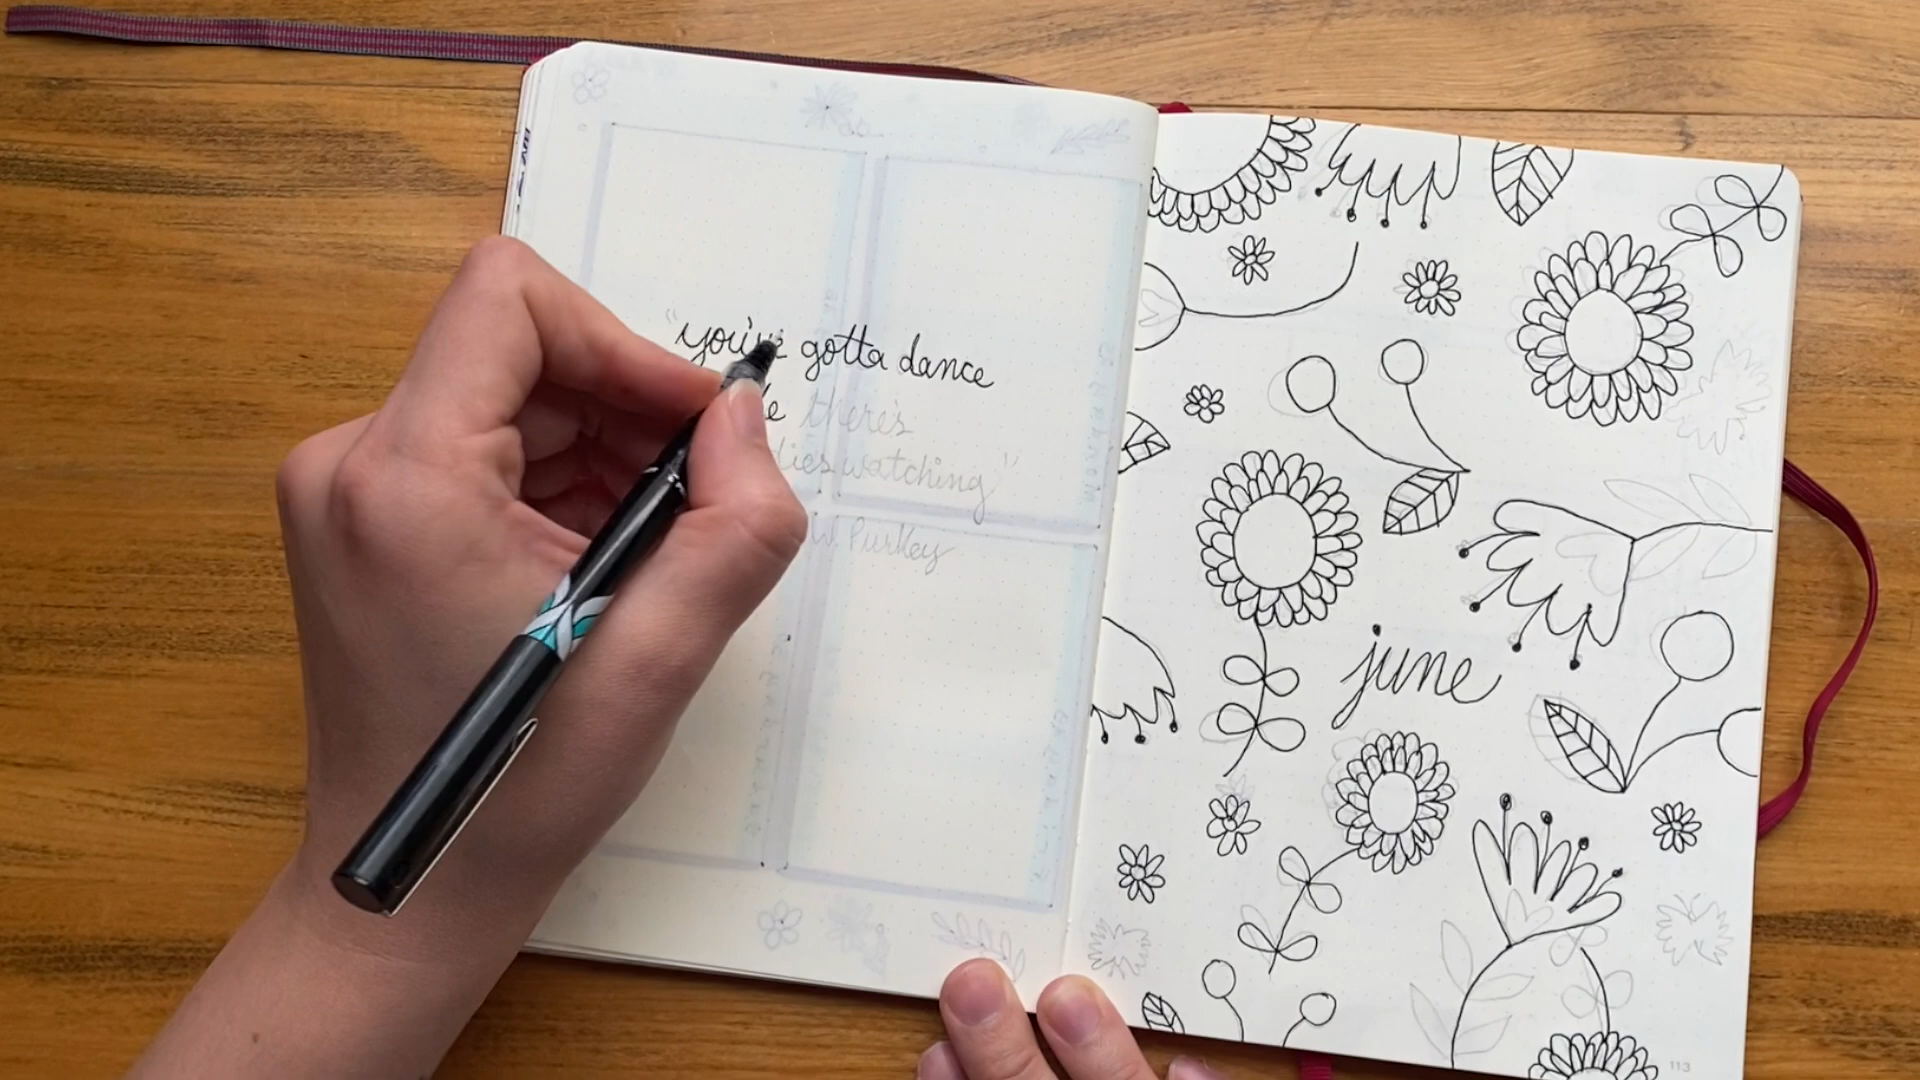 "you've gotta dance
there's
watching"
W. Purkey
june
113